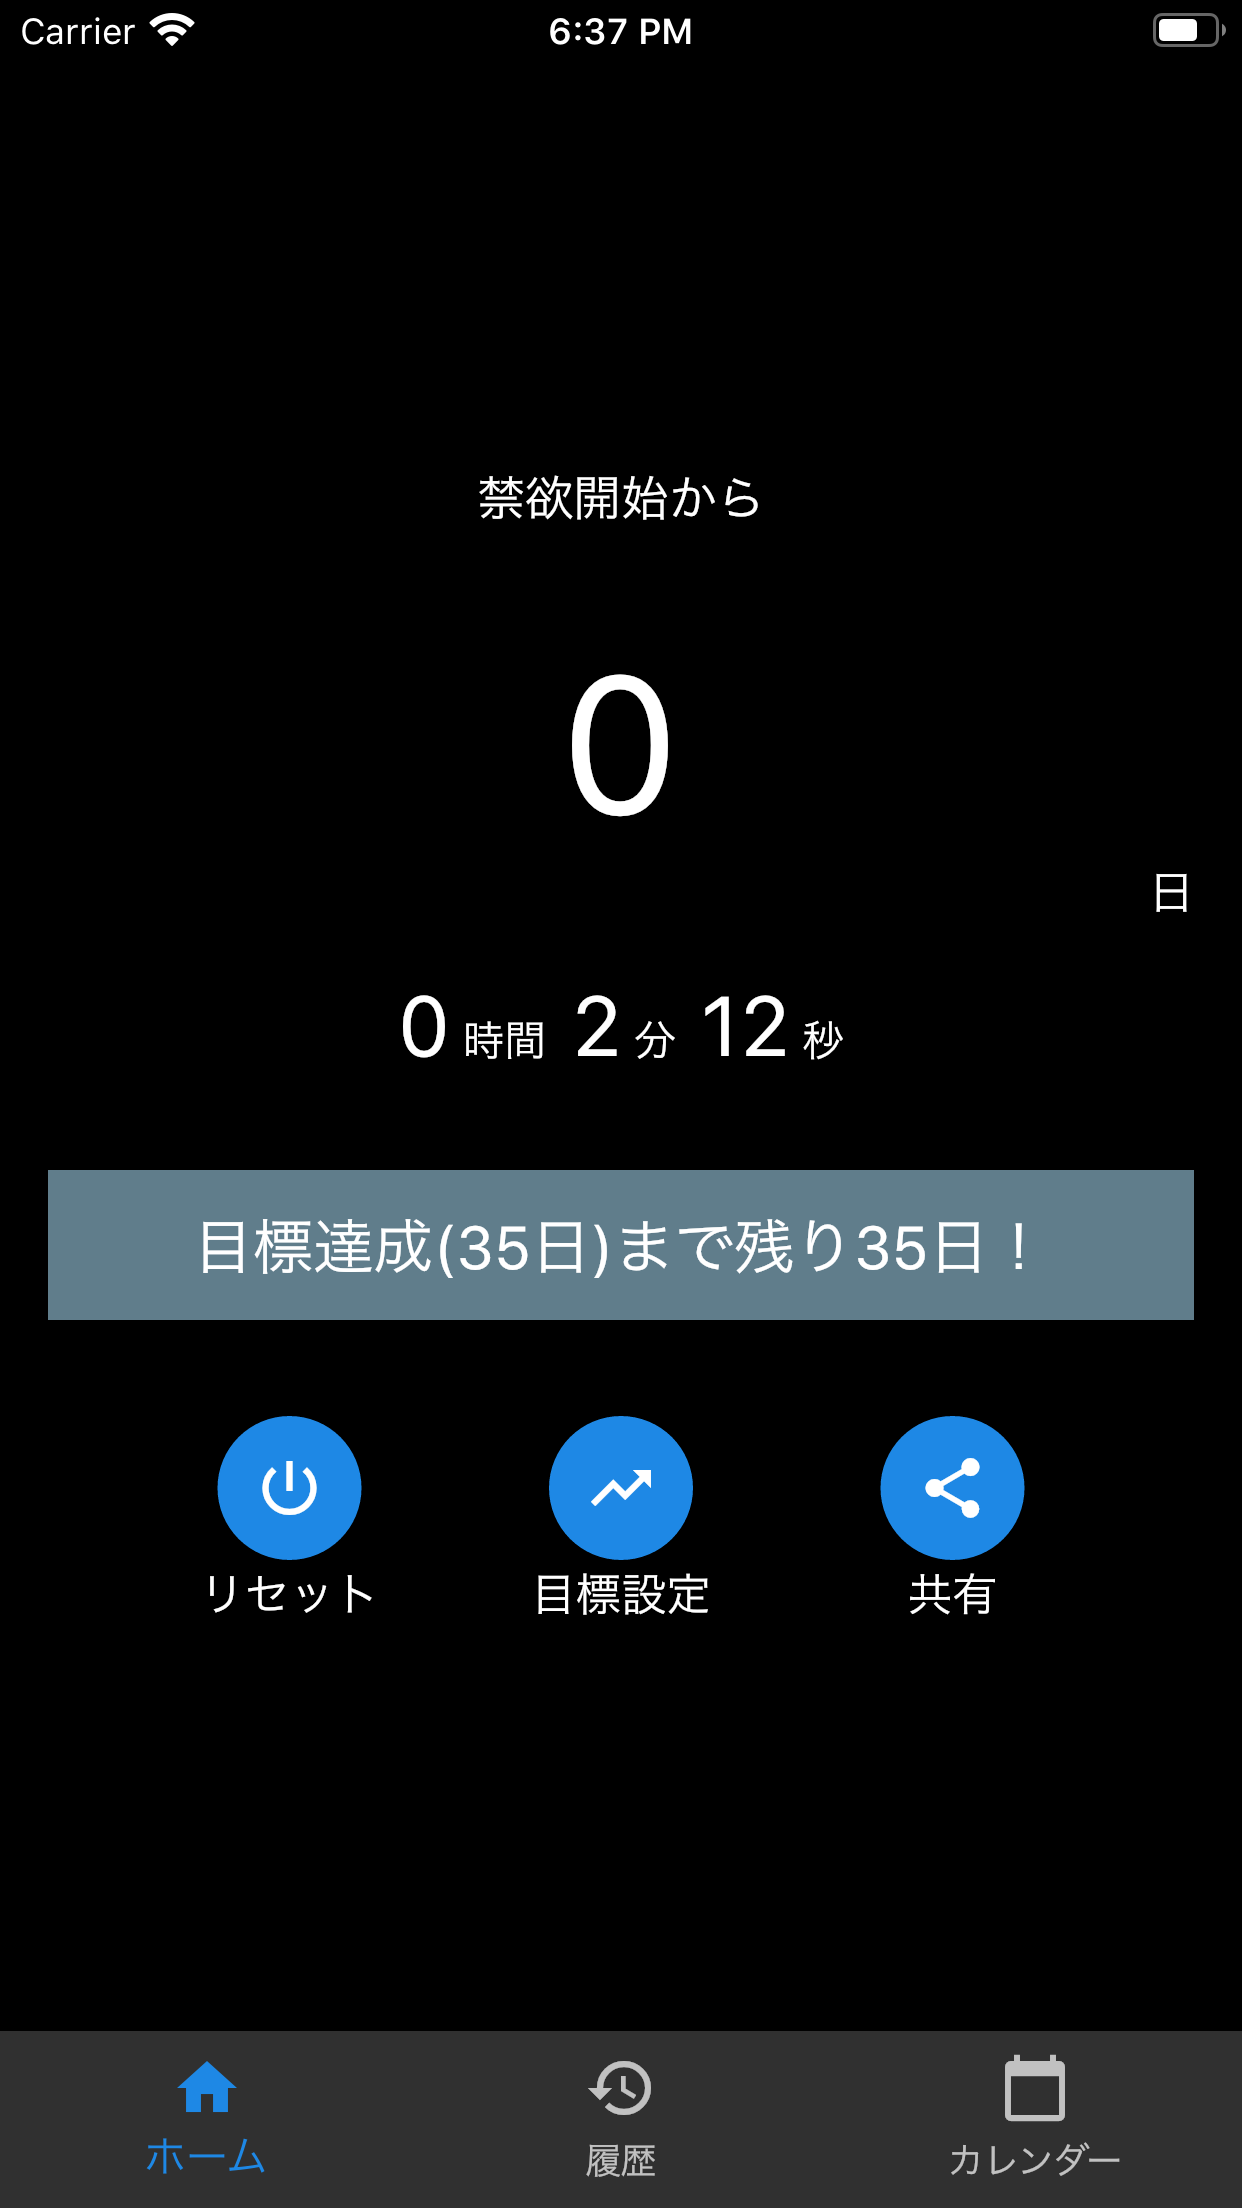 Carrier 6:37 PM
禁欲開始から
0
日
0 時間 2 分 12 秒
目標達成(35日)まで残り35日！
リセット 目標設定 共有
ホーム 履歴 カレンダー